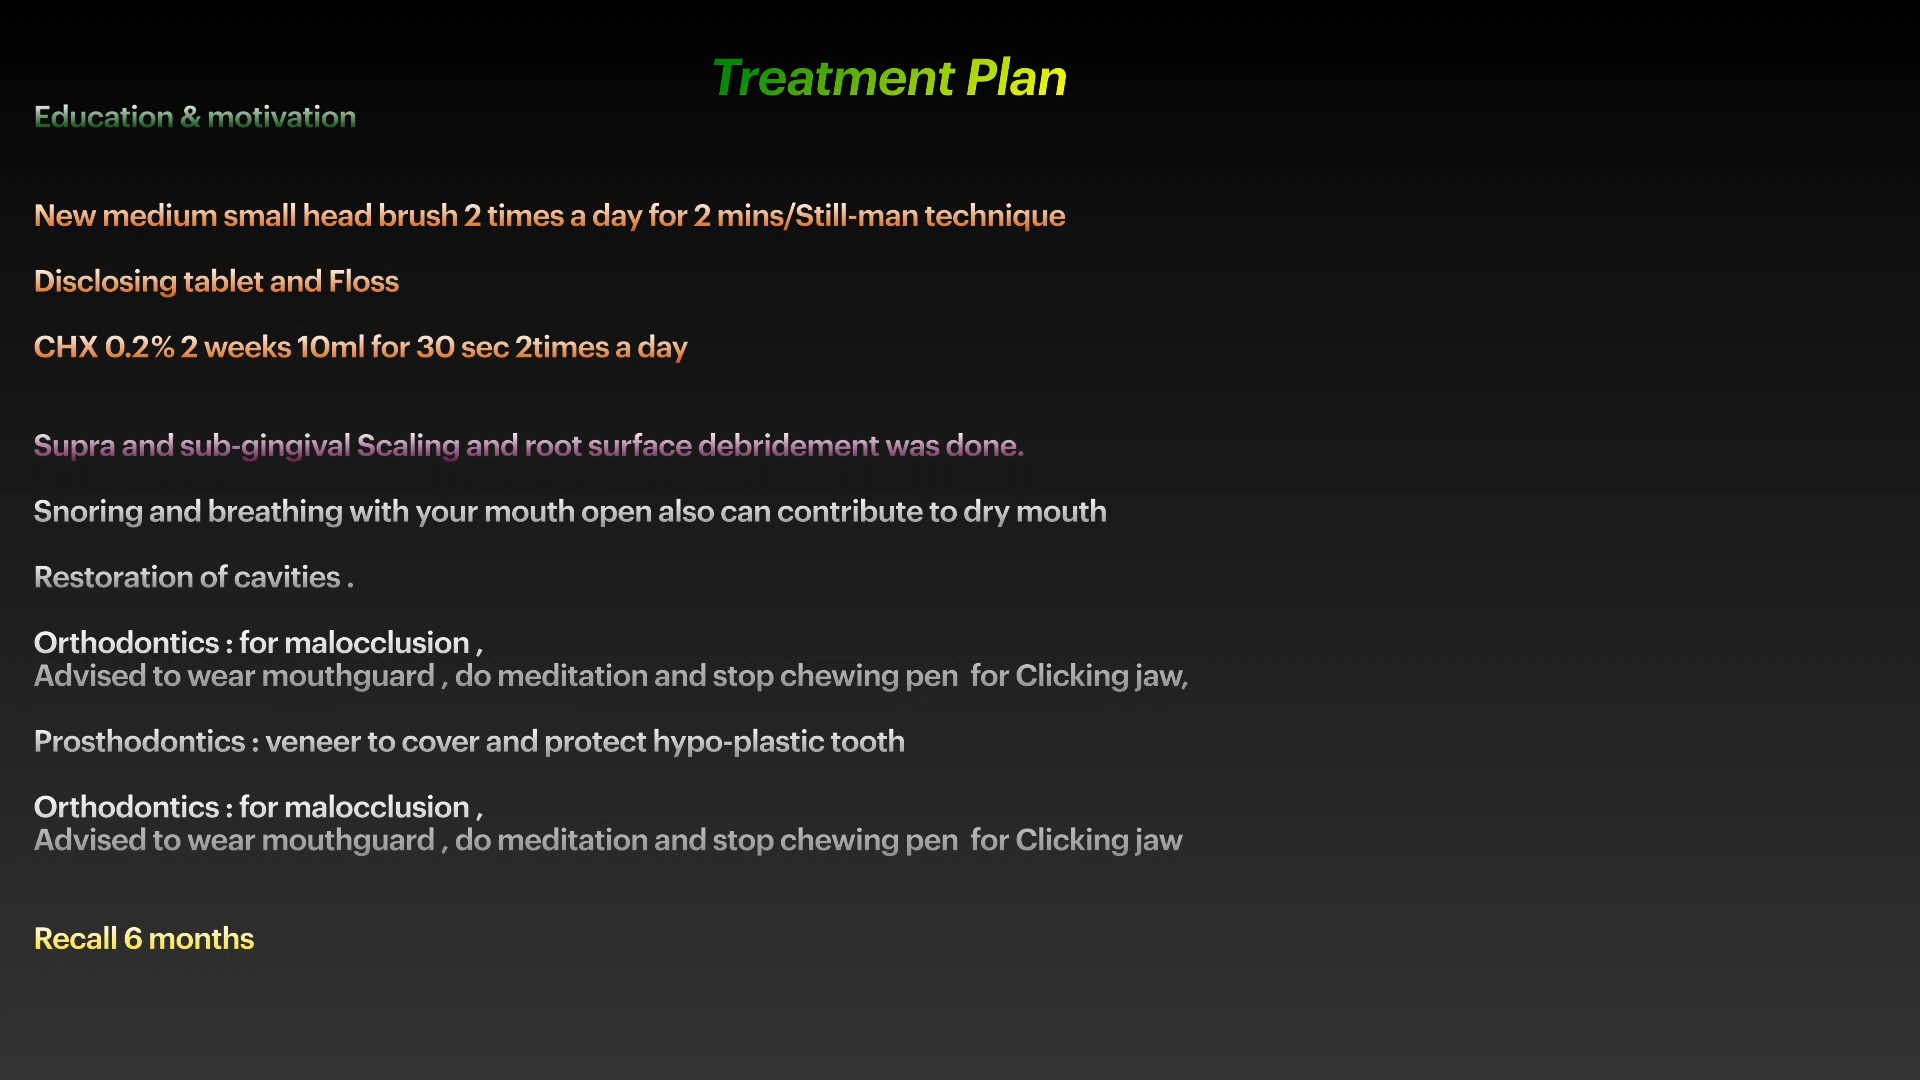 Treatment Plan
Education & motivation
New medium small head brush 2 times a day for 2 mins/Still-man technique
Disclosing tablet and Floss
CHX 0.2% 2 weeks 10ml for 30 sec 2times a day
Supra and sub-gingival Scaling and root surface debridement was done.
Snoring and breathing with your mouth open also can contribute to dry mouth
Restoration of cavities .
Orthodontics : for malocclusion ,
Advised to wear mouthguard , do meditation and stop chewing pen  for Clicking jaw,
Prosthodontics : veneer to cover and protect hypo-plastic tooth
Orthodontics : for malocclusion ,
Advised to wear mouthguard , do meditation and stop chewing pen  for Clicking jaw
Recall 6 months